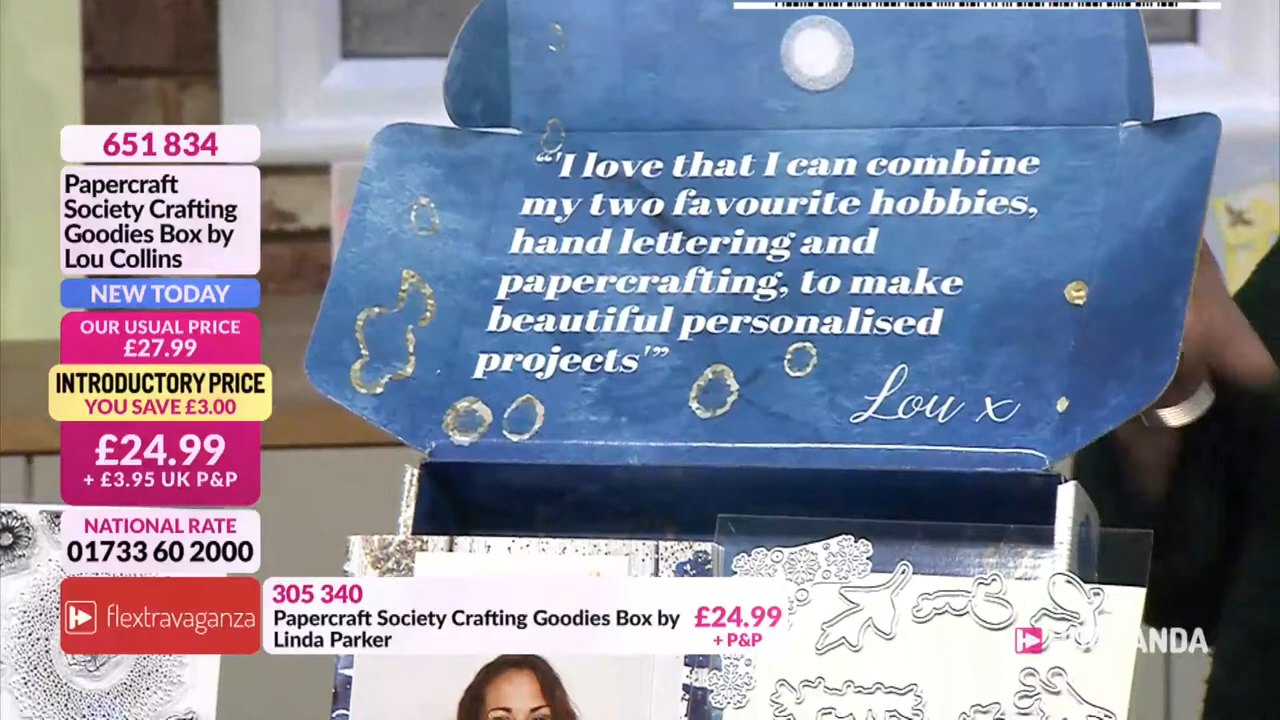 651 834
Papercraft
Society Crafting
Goodies Box by
Lou Collins
NEW TODAY
OUR USUAL PRICE
£27.99
INTRODUCTORY PRICE
YOU SAVE £3.00
£24.99
+ £3.95 UK P&P
NATIONAL RATE
01733 60 2000
flextravaganza
305 340
Papercraft Society Crafting Goodies Box by
Linda Parker
£24.99
+ P&P
“'I love that I can combine
my two favourite hobbies,
hand lettering and
papercrafting, to make
beautiful personalised
projects'”
Lou x